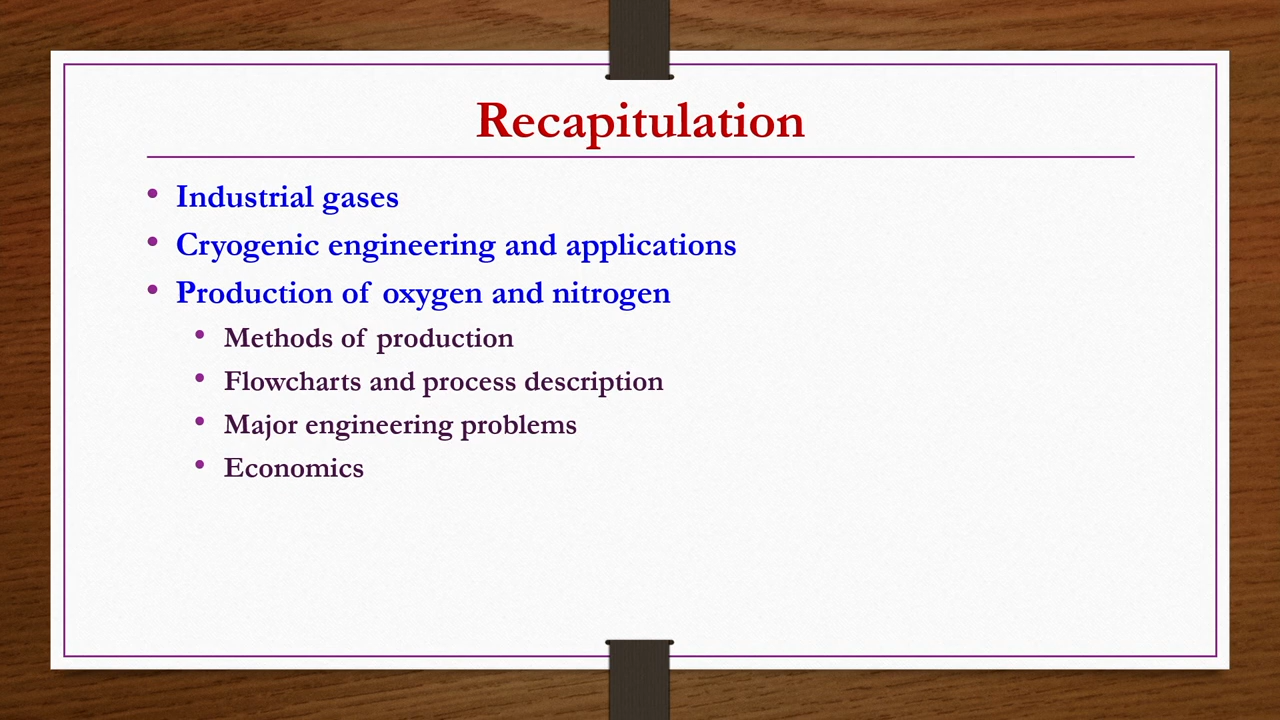 Recapitulation
• Industrial gases
• Cryogenic engineering and applications
• Production of oxygen and nitrogen
• Methods of production
• Flowcharts and process description
• Major engineering problems
• Economics